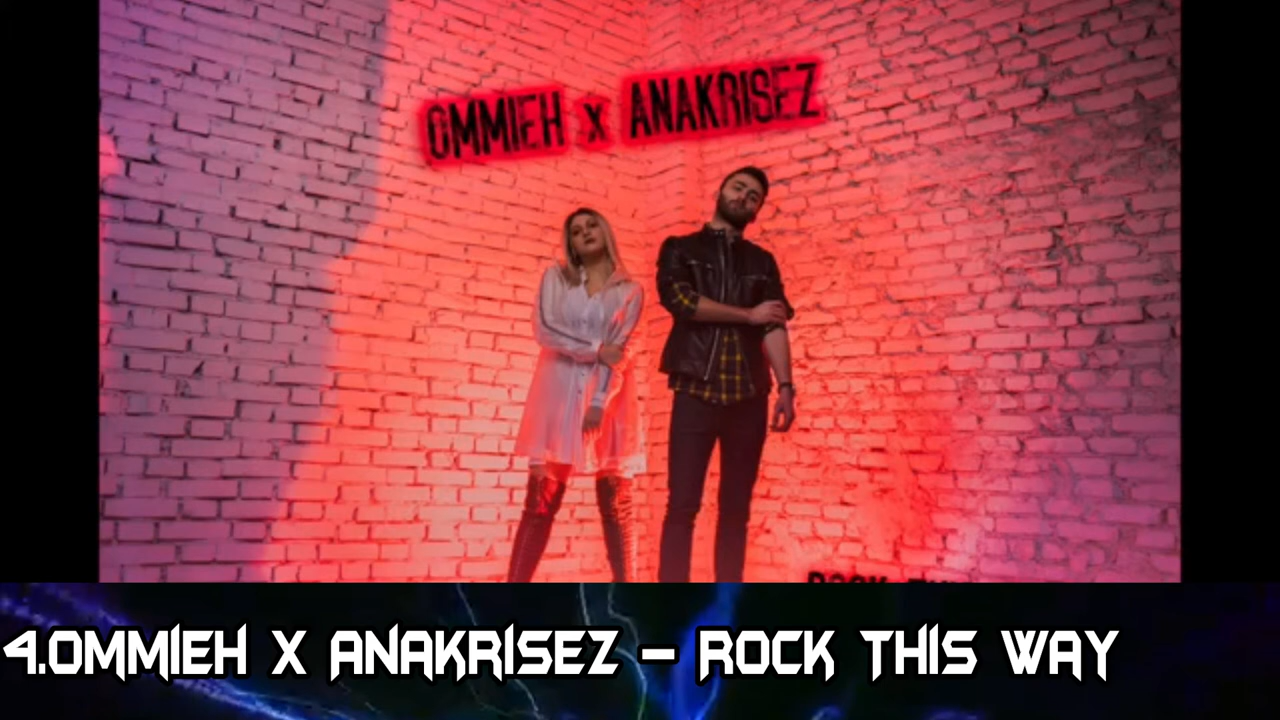 OMMIEH x ANAKRISEZ
4.OMMIEH X ANAKRISEZ – ROCK THIS WAY